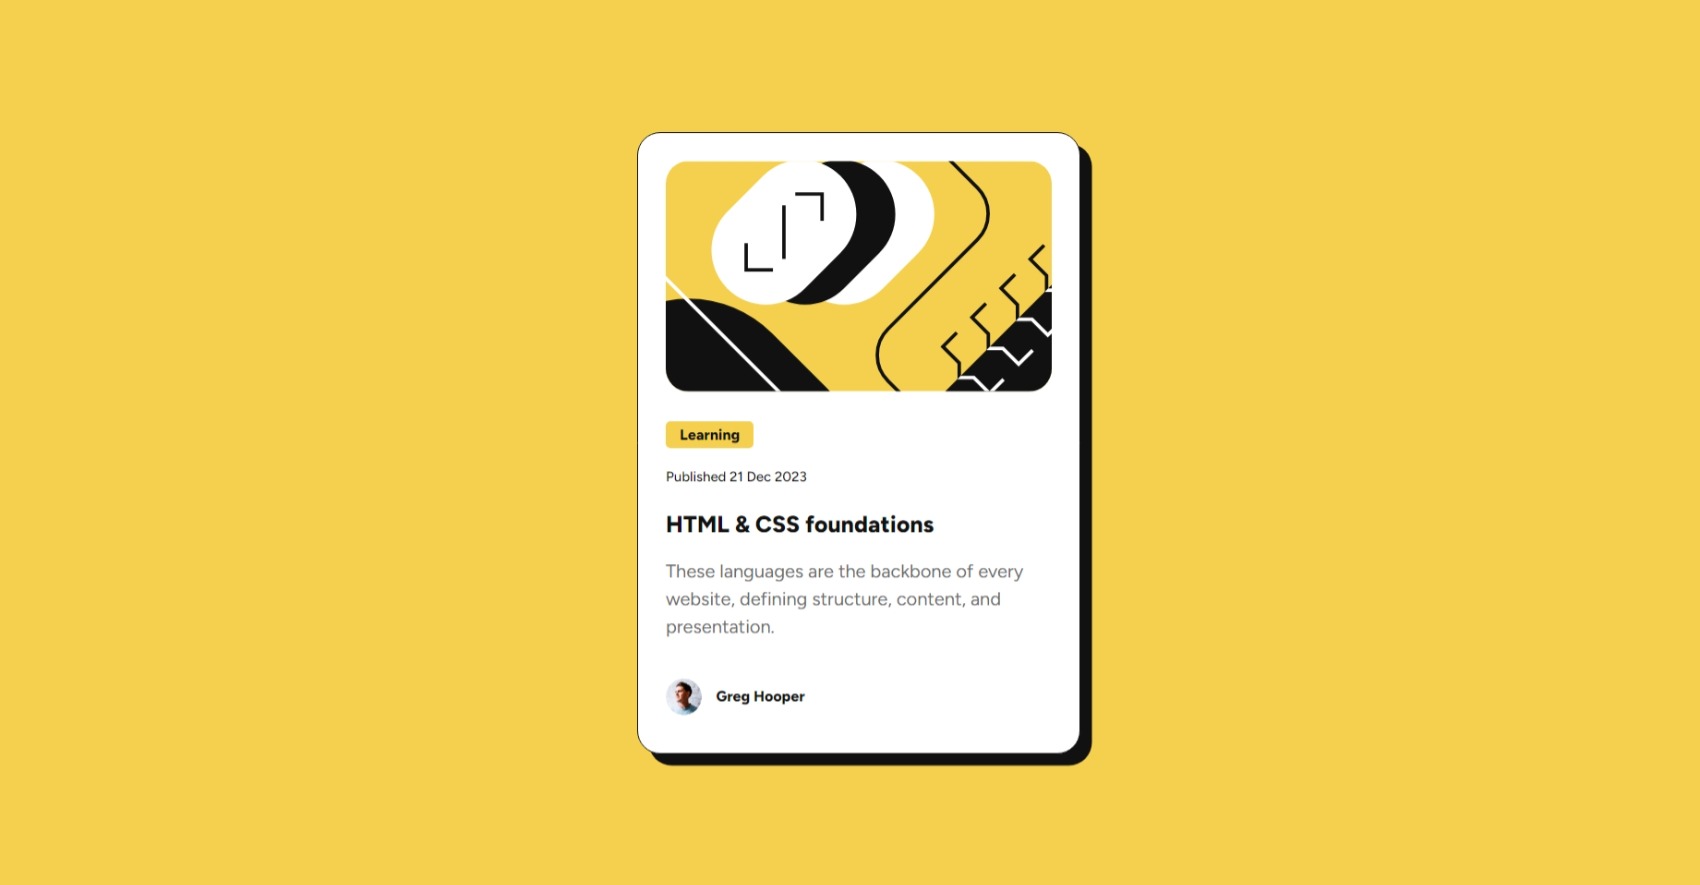 Learning
Published 21 Dec 2023
HTML & CSS foundations
These languages are the backbone of every
website, defining structure, content, and
presentation.
Greg Hooper